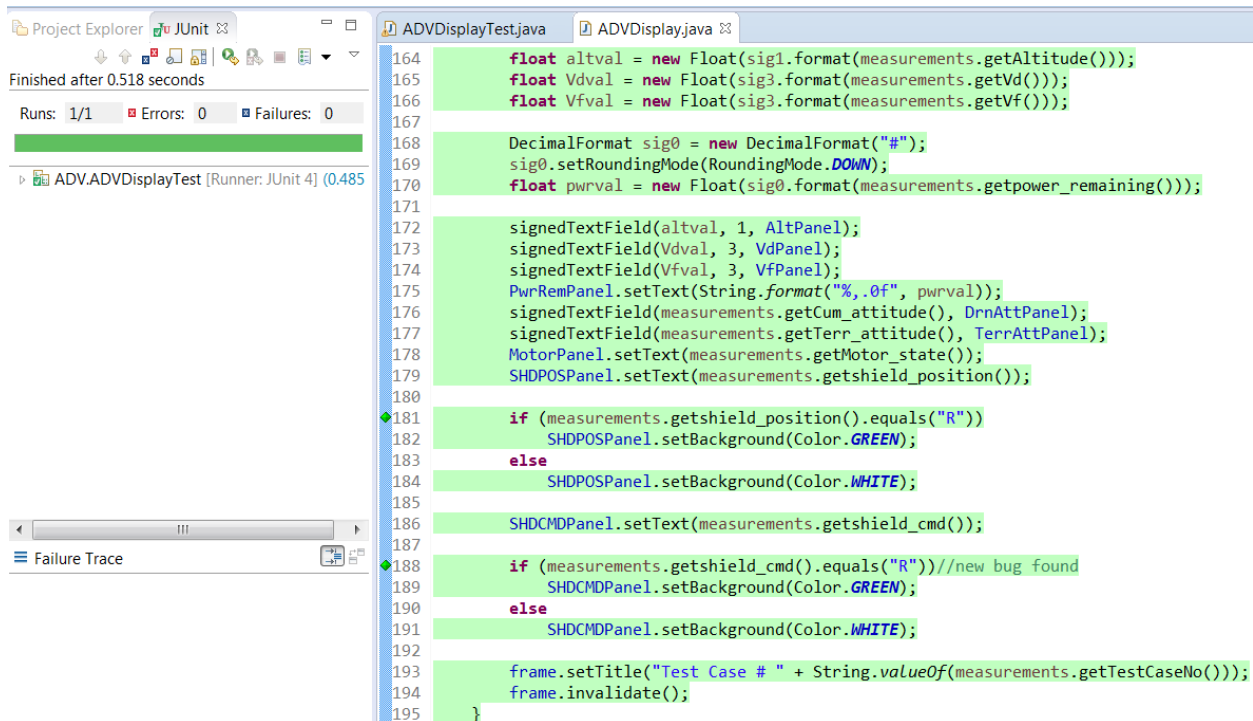 Project Explorer JUnit
Finished after 0.518 seconds
Runs: 1/1 Errors: 0 Failures: 0
ADV.ADVDisplayTest [Runner: JUnit 4] (0.485
Failure Trace
ADVDisplayTest.java ADVDisplay.java
164 float altval = new Float(sig1.format(measurements.getAltitude()));
165 float Vdval = new Float(sig3.format(measurements.getVd()));
166 float Vfval = new Float(sig3.format(measurements.getVf()));
167
168 DecimalFormat sig0 = new DecimalFormat("#");
169 sig0.setRoundingMode(RoundingMode.DOWN);
170 float pwrval = new Float(sig0.format(measurements.getpower_remaining()));
171
172 signedTextField(altval, 1, AltPanel);
173 signedTextField(Vdval, 3, VdPanel);
174 signedTextField(Vfval, 3, VfPanel);
175 PwrRemPanel.setText(String.format("%,.0f", pwrval));
176 signedTextField(measurements.getCum_attitude(), DrnAttPanel);
177 signedTextField(measurements.getTerr_attitude(), TerrAttPanel);
178 MotorPanel.setText(measurements.getMotor_state());
179 SHDPOSPanel.setText(measurements.getshield_position());
180
181 if (measurements.getshield_position().equals("R"))
182 SHDPOSPanel.setBackground(Color.GREEN);
183 else
184 SHDPOSPanel.setBackground(Color.WHITE);
185
186 SHDCMDPanel.setText(measurements.getshield_cmd());
187
188 if (measurements.getshield_cmd().equals("R"))//new bug found
189 SHDCMDPanel.setBackground(Color.GREEN);
190 else
191 SHDCMDPanel.setBackground(Color.WHITE);
192
193 frame.setTitle("Test Case # " + String.valueOf(measurements.getTestCaseNo()));
194 frame.invalidate();
195 }